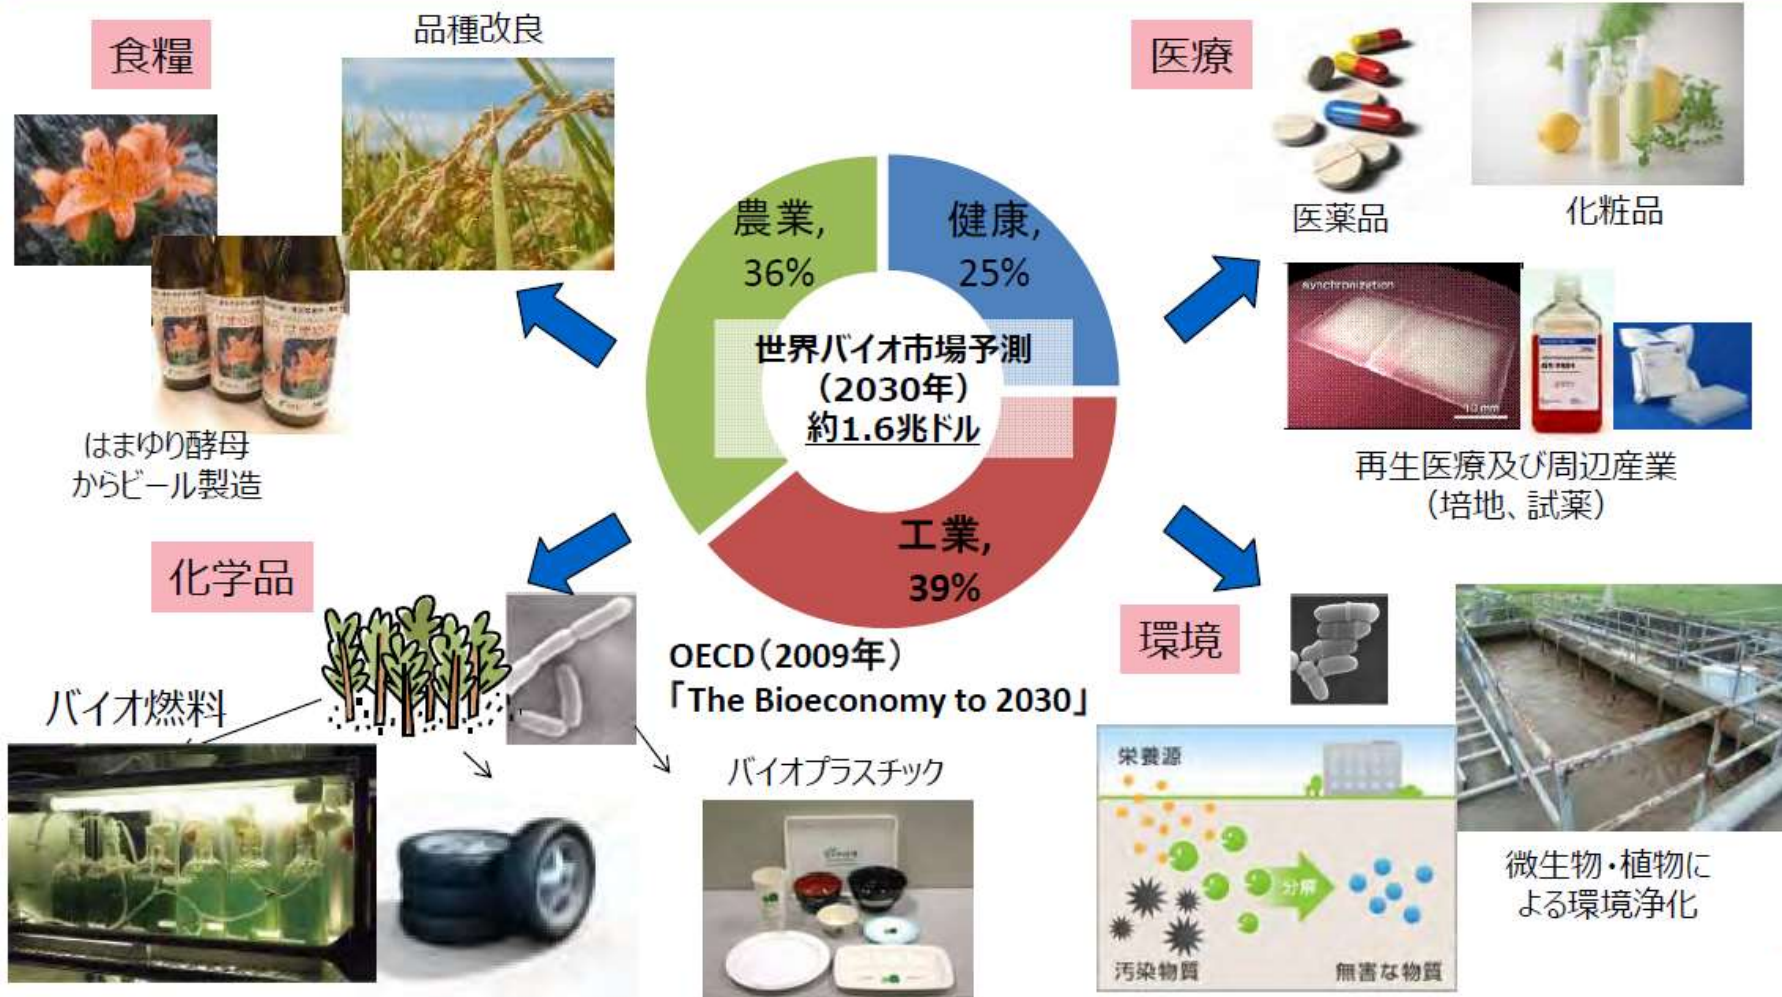 食糧
品種改良
はまゆり酵母
からビール製造
医療
医薬品
化粧品
synchronization
10 mm
再生医療及び周辺産業
（培地、試薬）
農業,
36%
健康,
25%
世界バイオ市場予測
（2030年）
約1.6兆ドル
工業,
39%
OECD（2009年）
「The Bioeconomy to 2030」
化学品
バイオ燃料
バイオプラスチック
環境
栄養源
分解
汚染物質
無害な物質
微生物・植物に
よる環境浄化